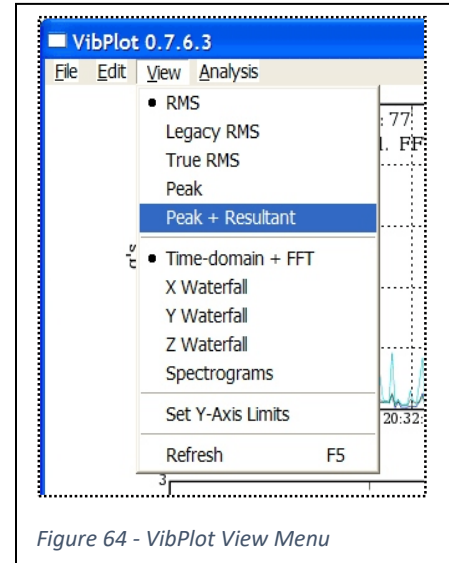 VibPlot 0.7.6.3
File Edit View Analysis
RMS
Legacy RMS
True RMS
Peak
Peak + Resultant
Time-domain + FFT
X Waterfall
Y Waterfall
Z Waterfall
Spectrograms
Set Y-Axis Limits
Refresh F5
: 77
l. FF
g's
20:32:
3
Figure 64 - VibPlot View Menu